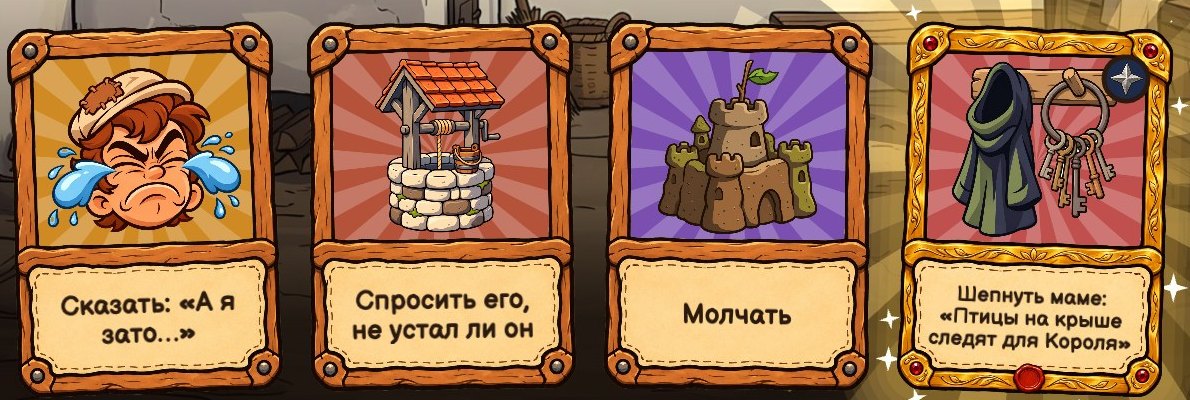 Сказать: «А я
зато...»
Спросить его,
не устал ли он
Молчать
Шепнуть маме:
«Птицы на крыше
следят для Короля»